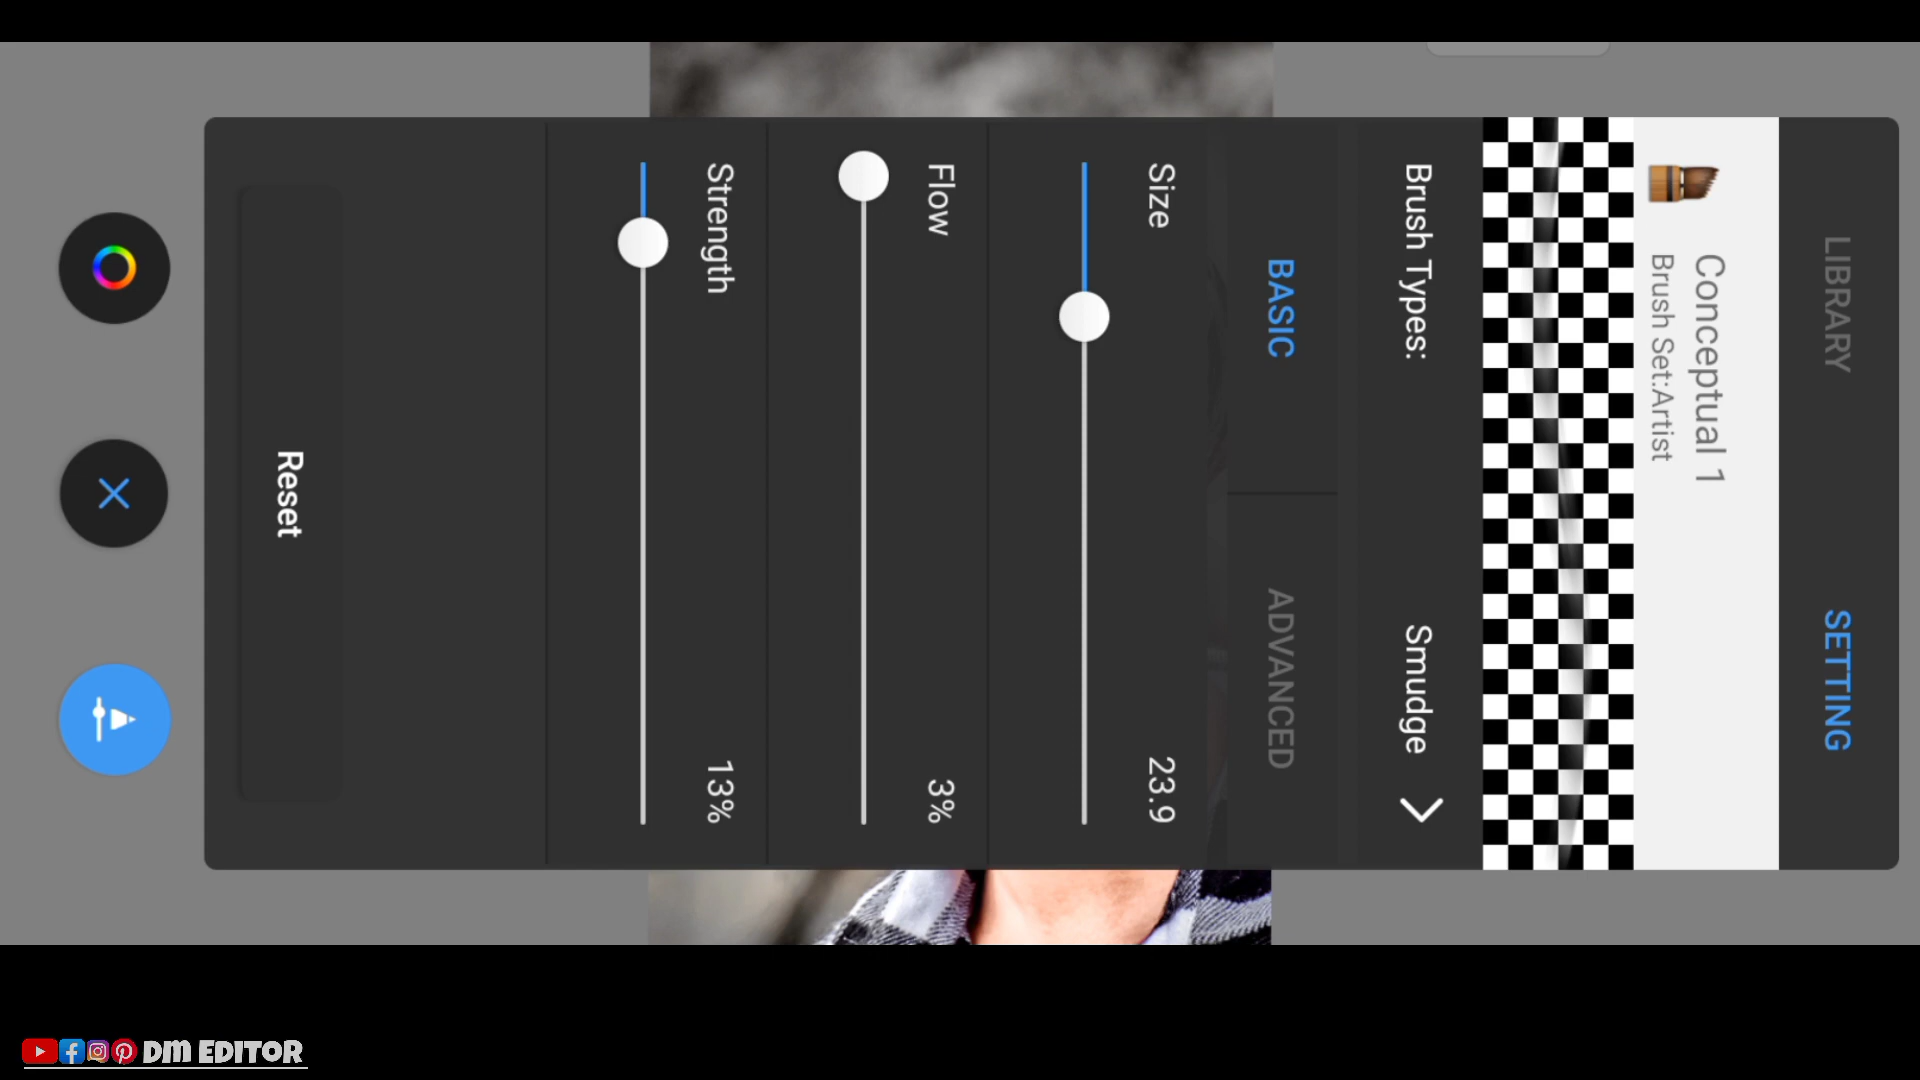 LIBRARY SETTING
Conceptual 1
Brush Set:Artist
Brush Types: Smudge
BASIC ADVANCED
Size 23.9
Flow 3%
Strength 13%
Reset
DM EDITOR